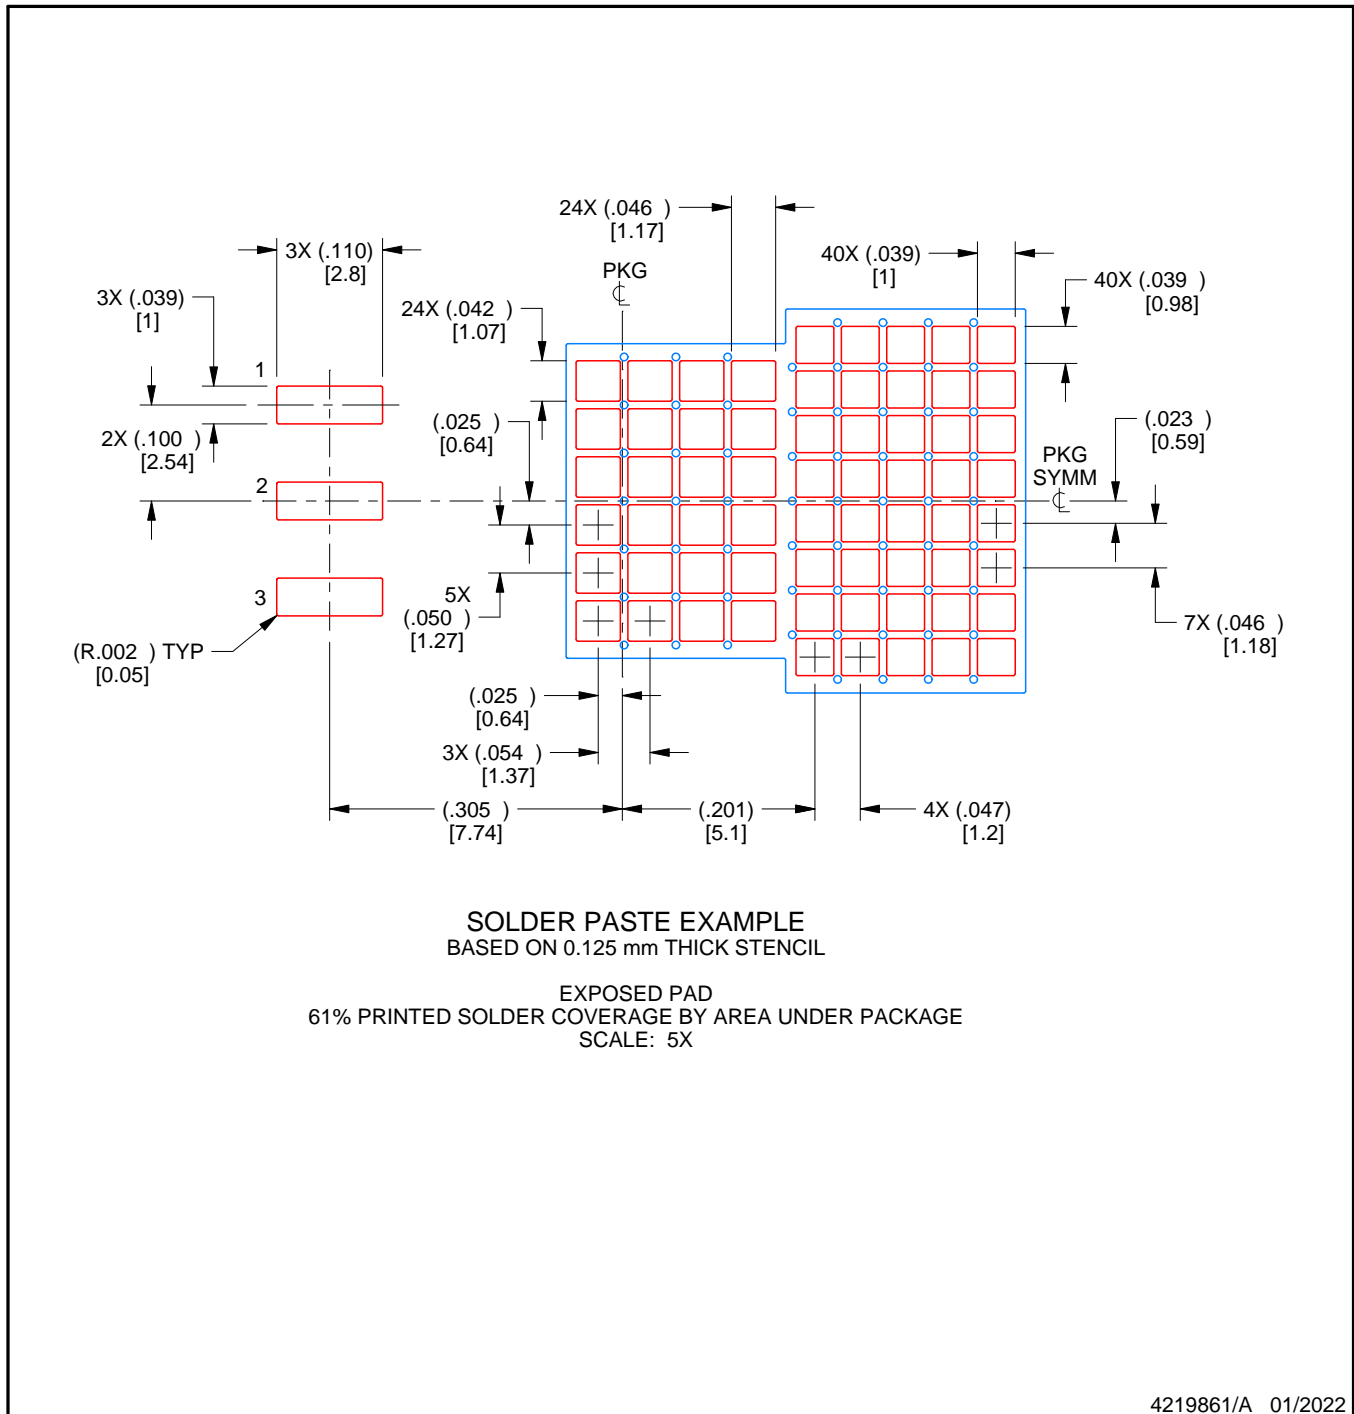 24X (.046 )
[1.17]
3X (.110)
[2.8]
PKG
℄
40X (.039)
[1]
40X (.039 )
[0.98]
3X (.039)
[1]
24X (.042 )
[1.07]
1
2X (.100 )
[2.54]
(.025 )
[0.64]
(.023 )
[0.59]
PKG
SYMM
℄
2
3
5X
(.050 )
[1.27]
7X (.046 )
[1.18]
(R.002 ) TYP
[0.05]
(.025 )
[0.64]
3X (.054 )
[1.37]
(.305 )
[7.74]
(.201)
[5.1]
4X (.047)
[1.2]
SOLDER PASTE EXAMPLE
BASED ON 0.125 mm THICK STENCIL
EXPOSED PAD
61% PRINTED SOLDER COVERAGE BY AREA UNDER PACKAGE
SCALE: 5X
4219861/A 01/2022